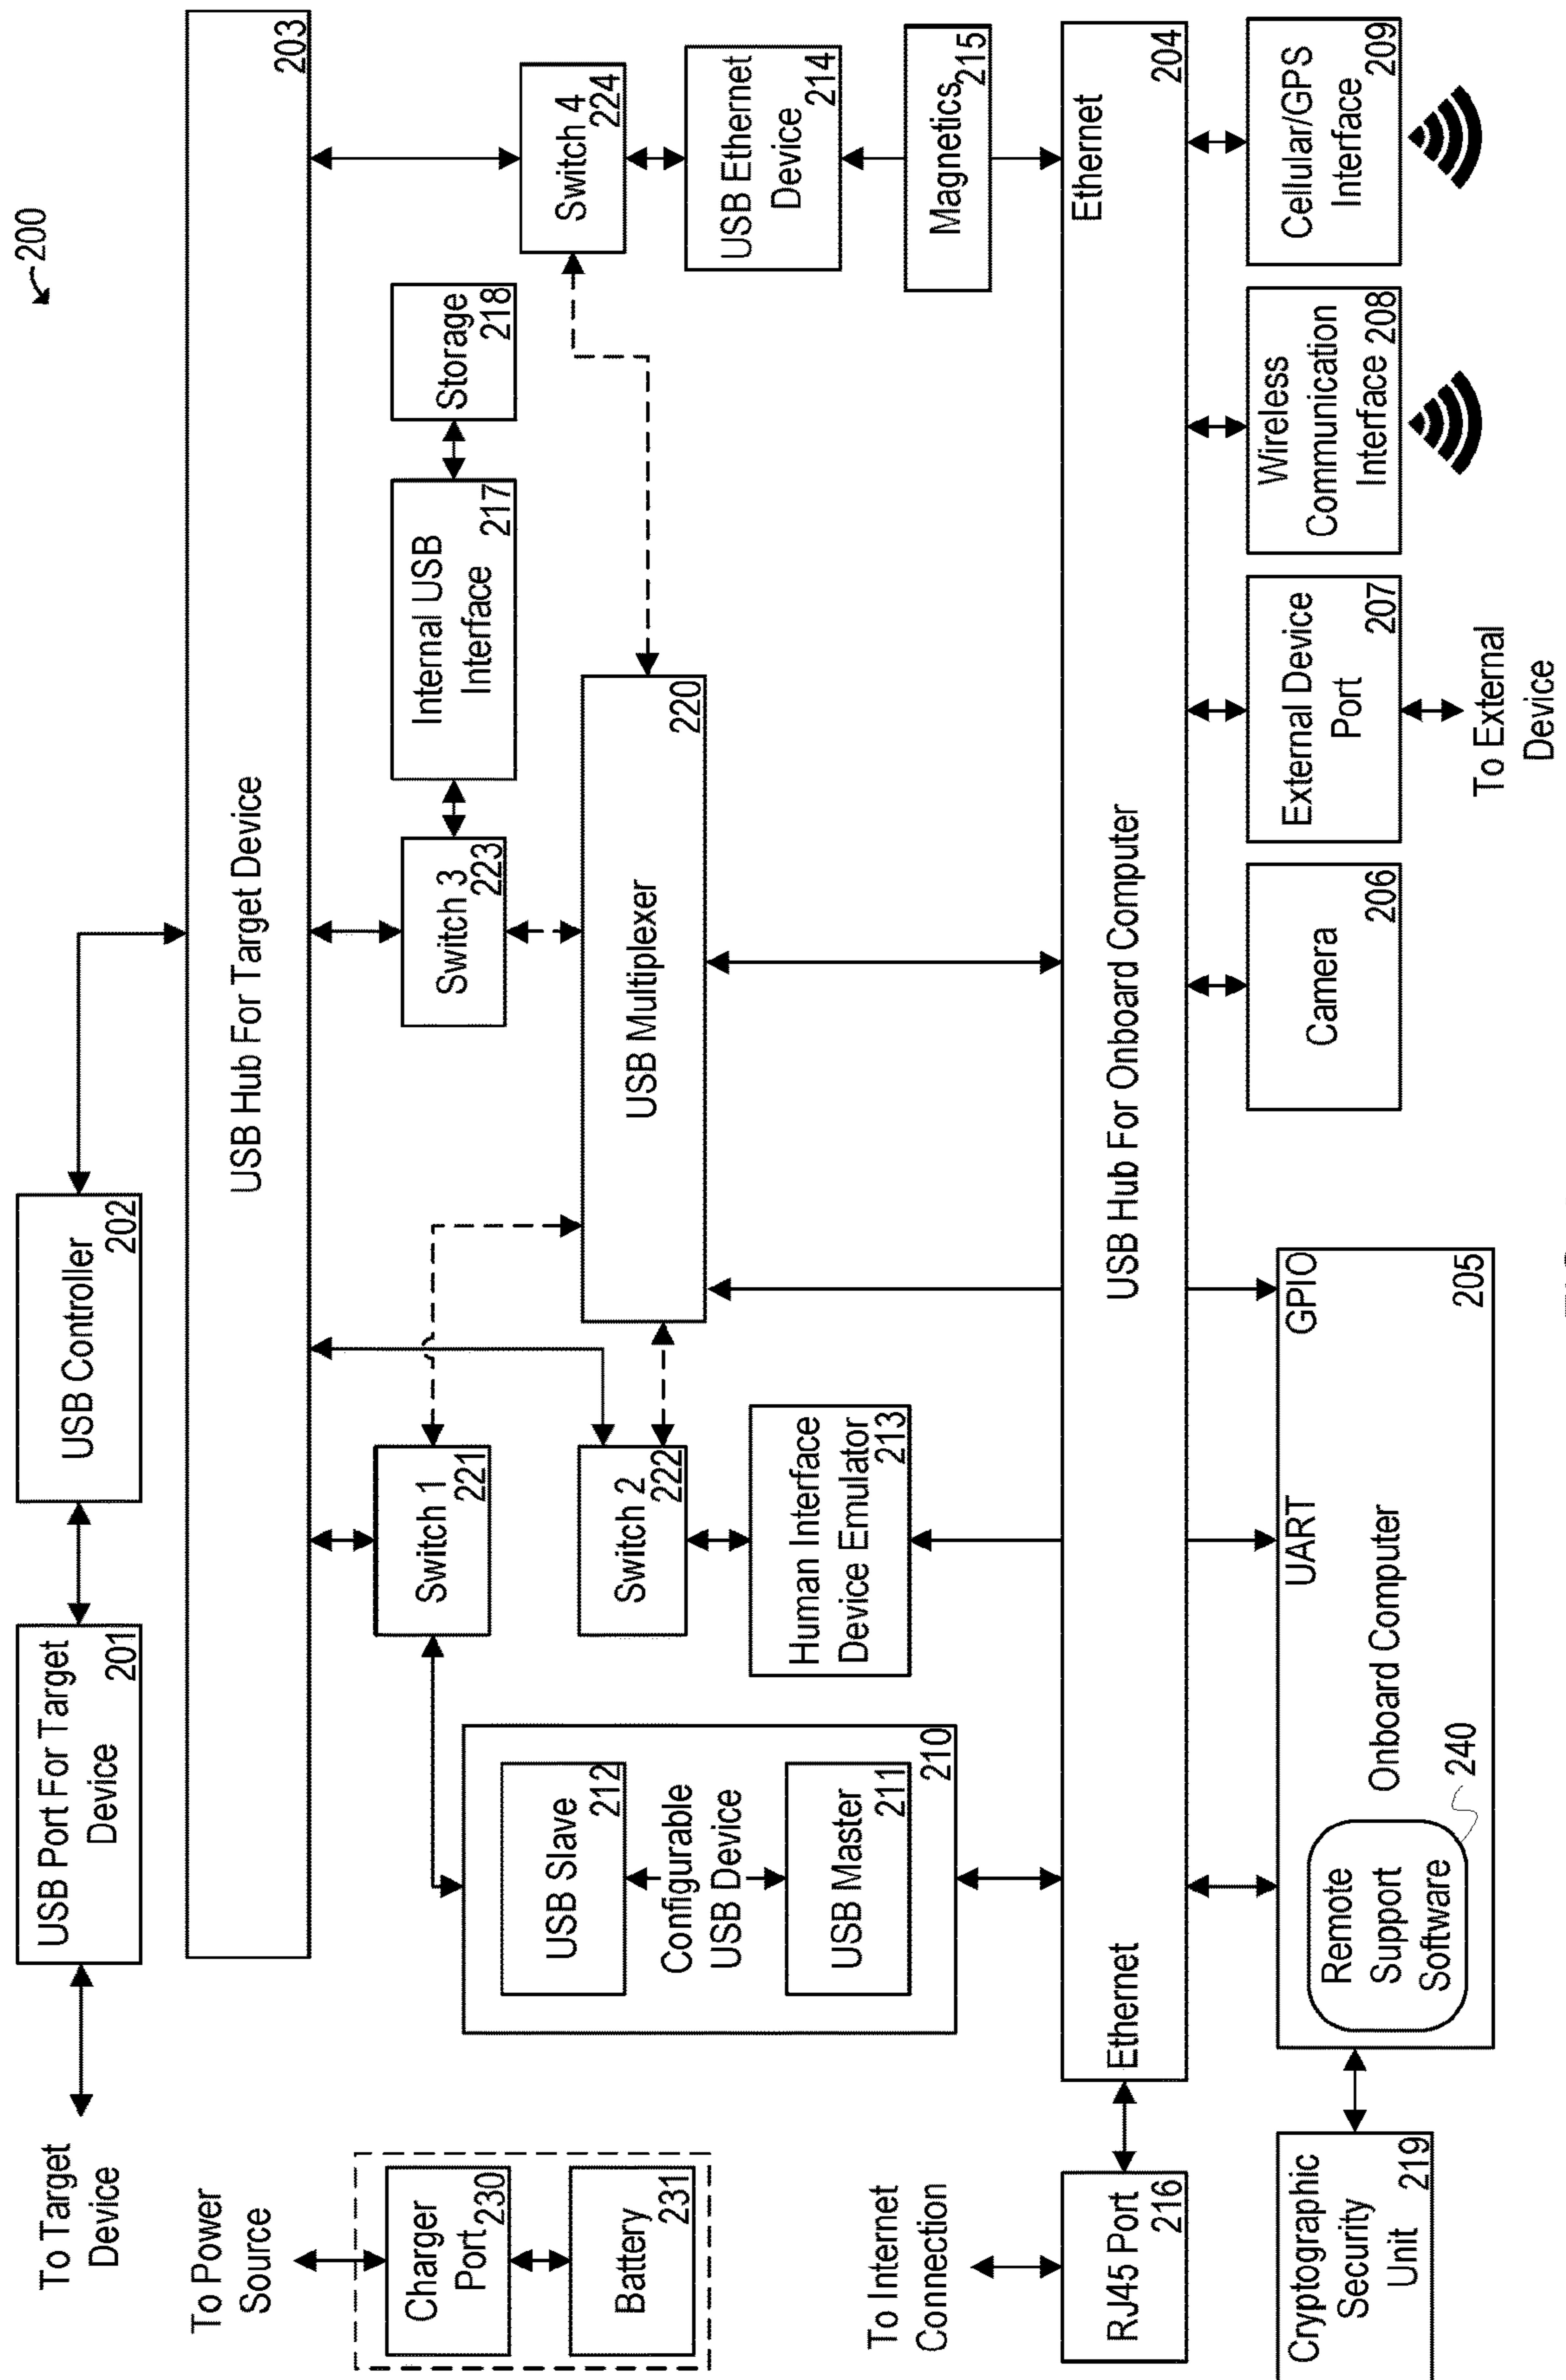 200
To Target
Device
USB Port For Target
Device
201
USB Controller
202
USB Hub For Target Device
203
To Power
Source
Charger
Port
230
Battery
231
Switch 1
221
Switch 2
222
Switch 3
223
Switch 4
224
Internal USB
Interface
217
Storage
218
USB Slave
212
Configurable
USB Device
USB Master
211
210
Human Interface
Device Emulator
213
USB Multiplexer
220
USB Ethernet
Device
214
Magnetics
215
To Internet
Connection
RJ45 Port
216
Ethernet
USB Hub For Onboard Computer
Ethernet
204
Cryptographic
Security
Unit
219
Remote
Support
Software
240
UART
GPIO
Onboard Computer
205
Camera
206
External Device
Port
207
To External
Device
Wireless
Communication
Interface
208
Cellular/GPS
Interface
209